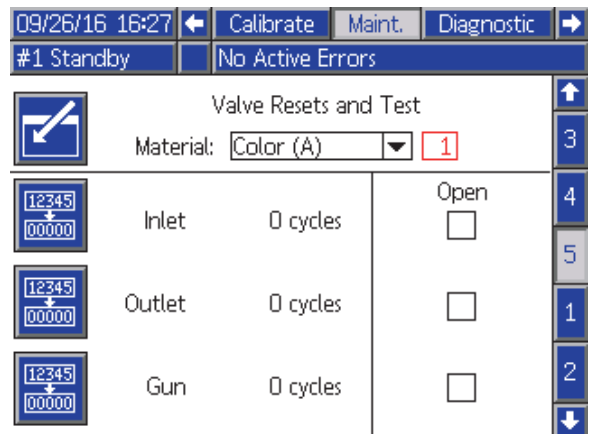 09/26/16 16:27 Calibrate Maint. Diagnostic
#1 Standby No Active Errors
Valve Resets and Test
Material: Color (A) 1
3
12345
00000
Inlet 0 cycles Open
4
5
12345
00000
Outlet 0 cycles
1
12345
00000
Gun 0 cycles
2